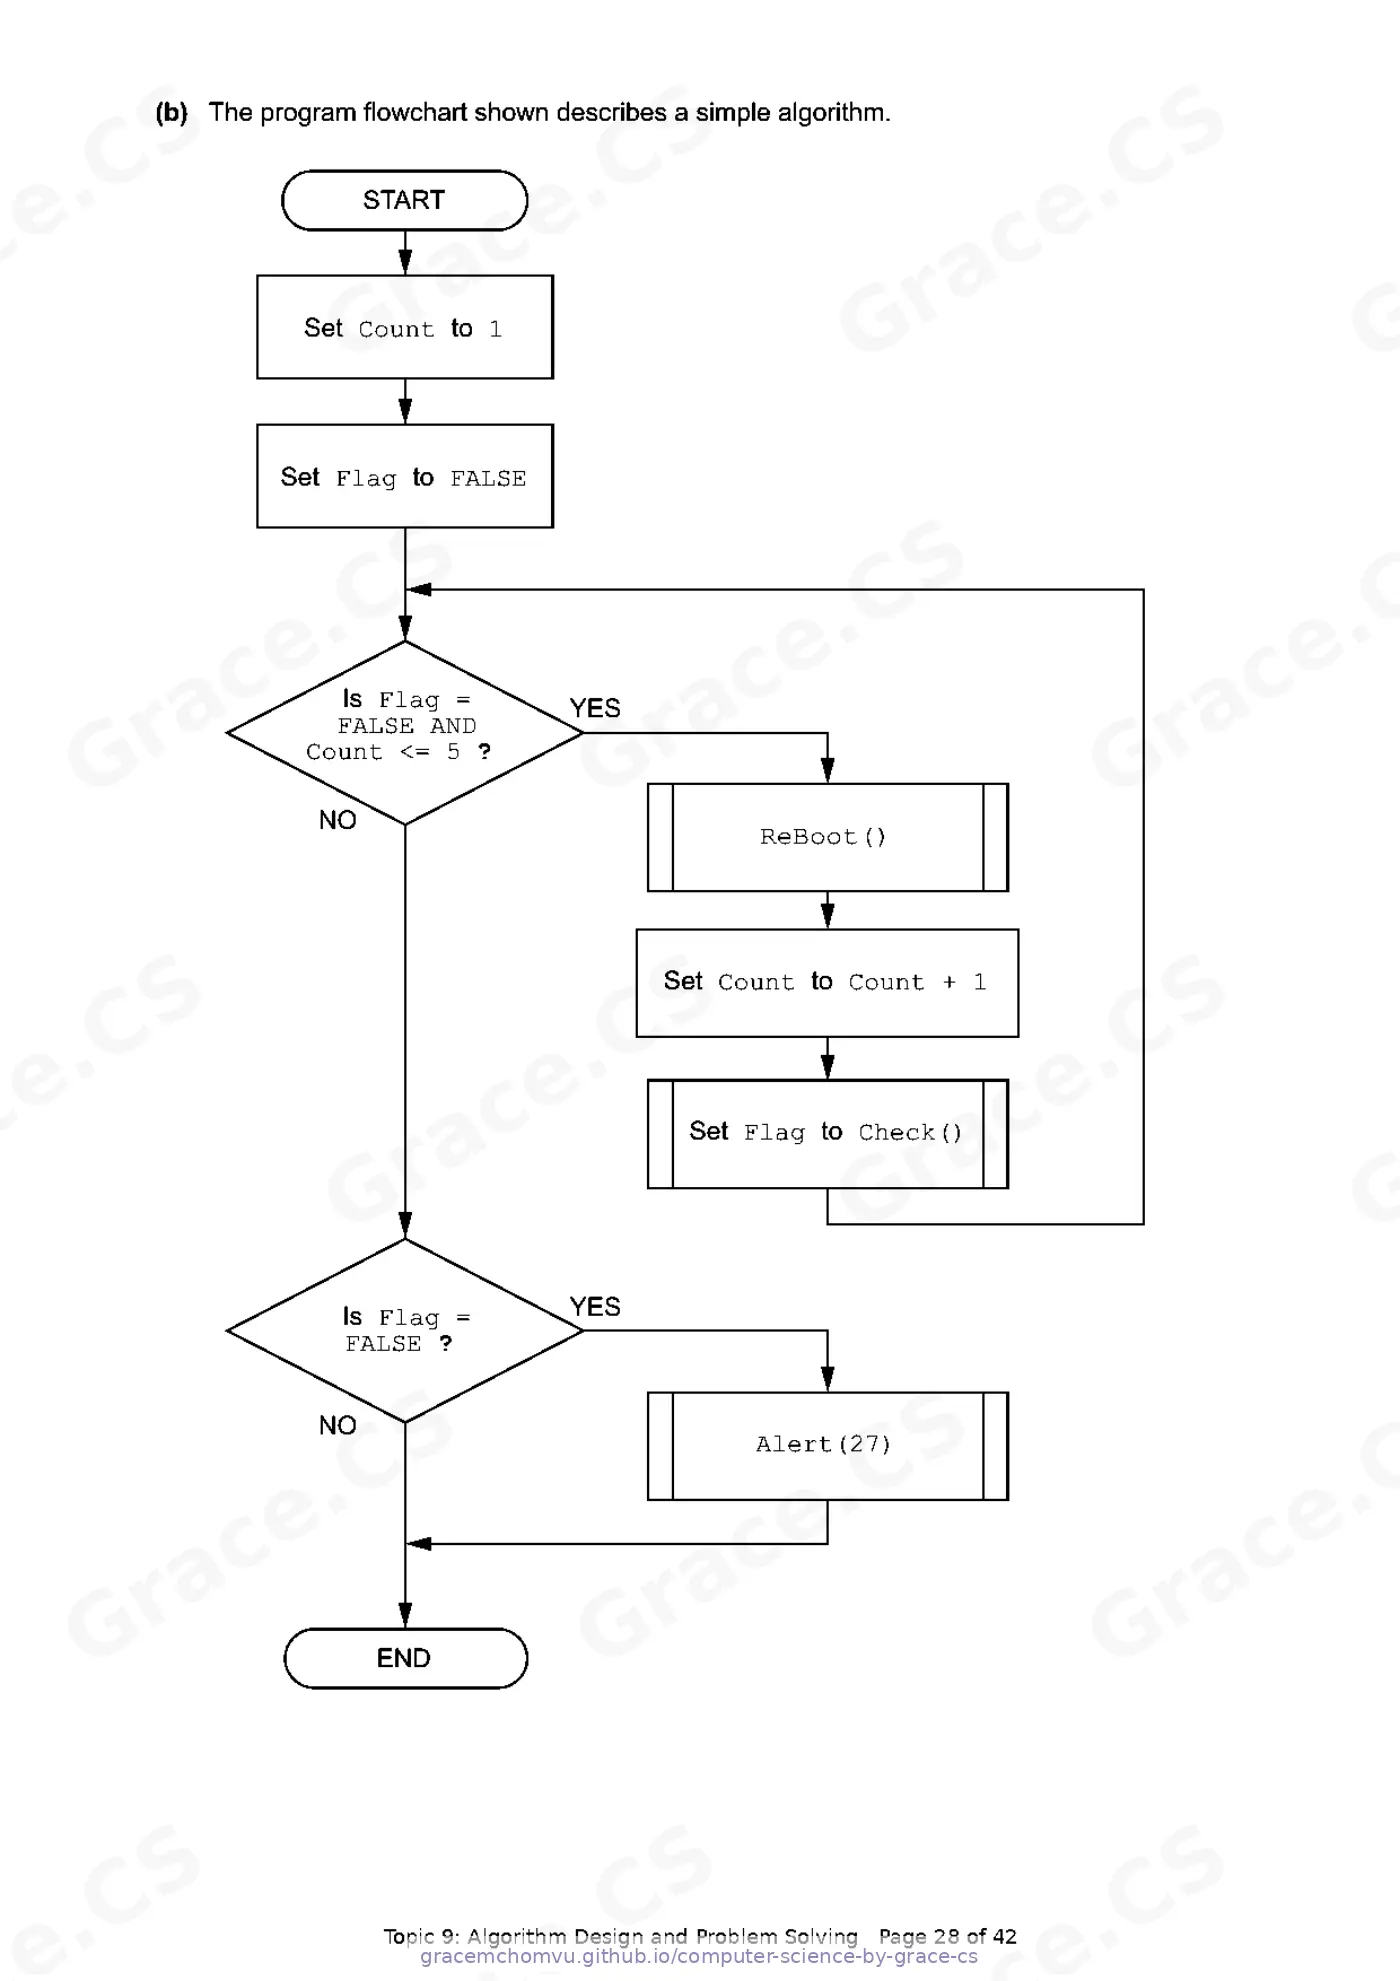 (b) The program flowchart shown describes a simple algorithm.
START
Set Count to 1
Set Flag to FALSE
Is Flag =
FALSE AND
Count <= 5 ?
YES
NO
ReBoot()
Set Count to Count + 1
Set Flag to Check()
Is Flag =
FALSE ?
YES
NO
Alert(27)
END
Topic 9: Algorithm Design and Problem Solving Page 28 of 42
gracemchomvu.github.io/computer-science-by-grace-cs
Grace.CS